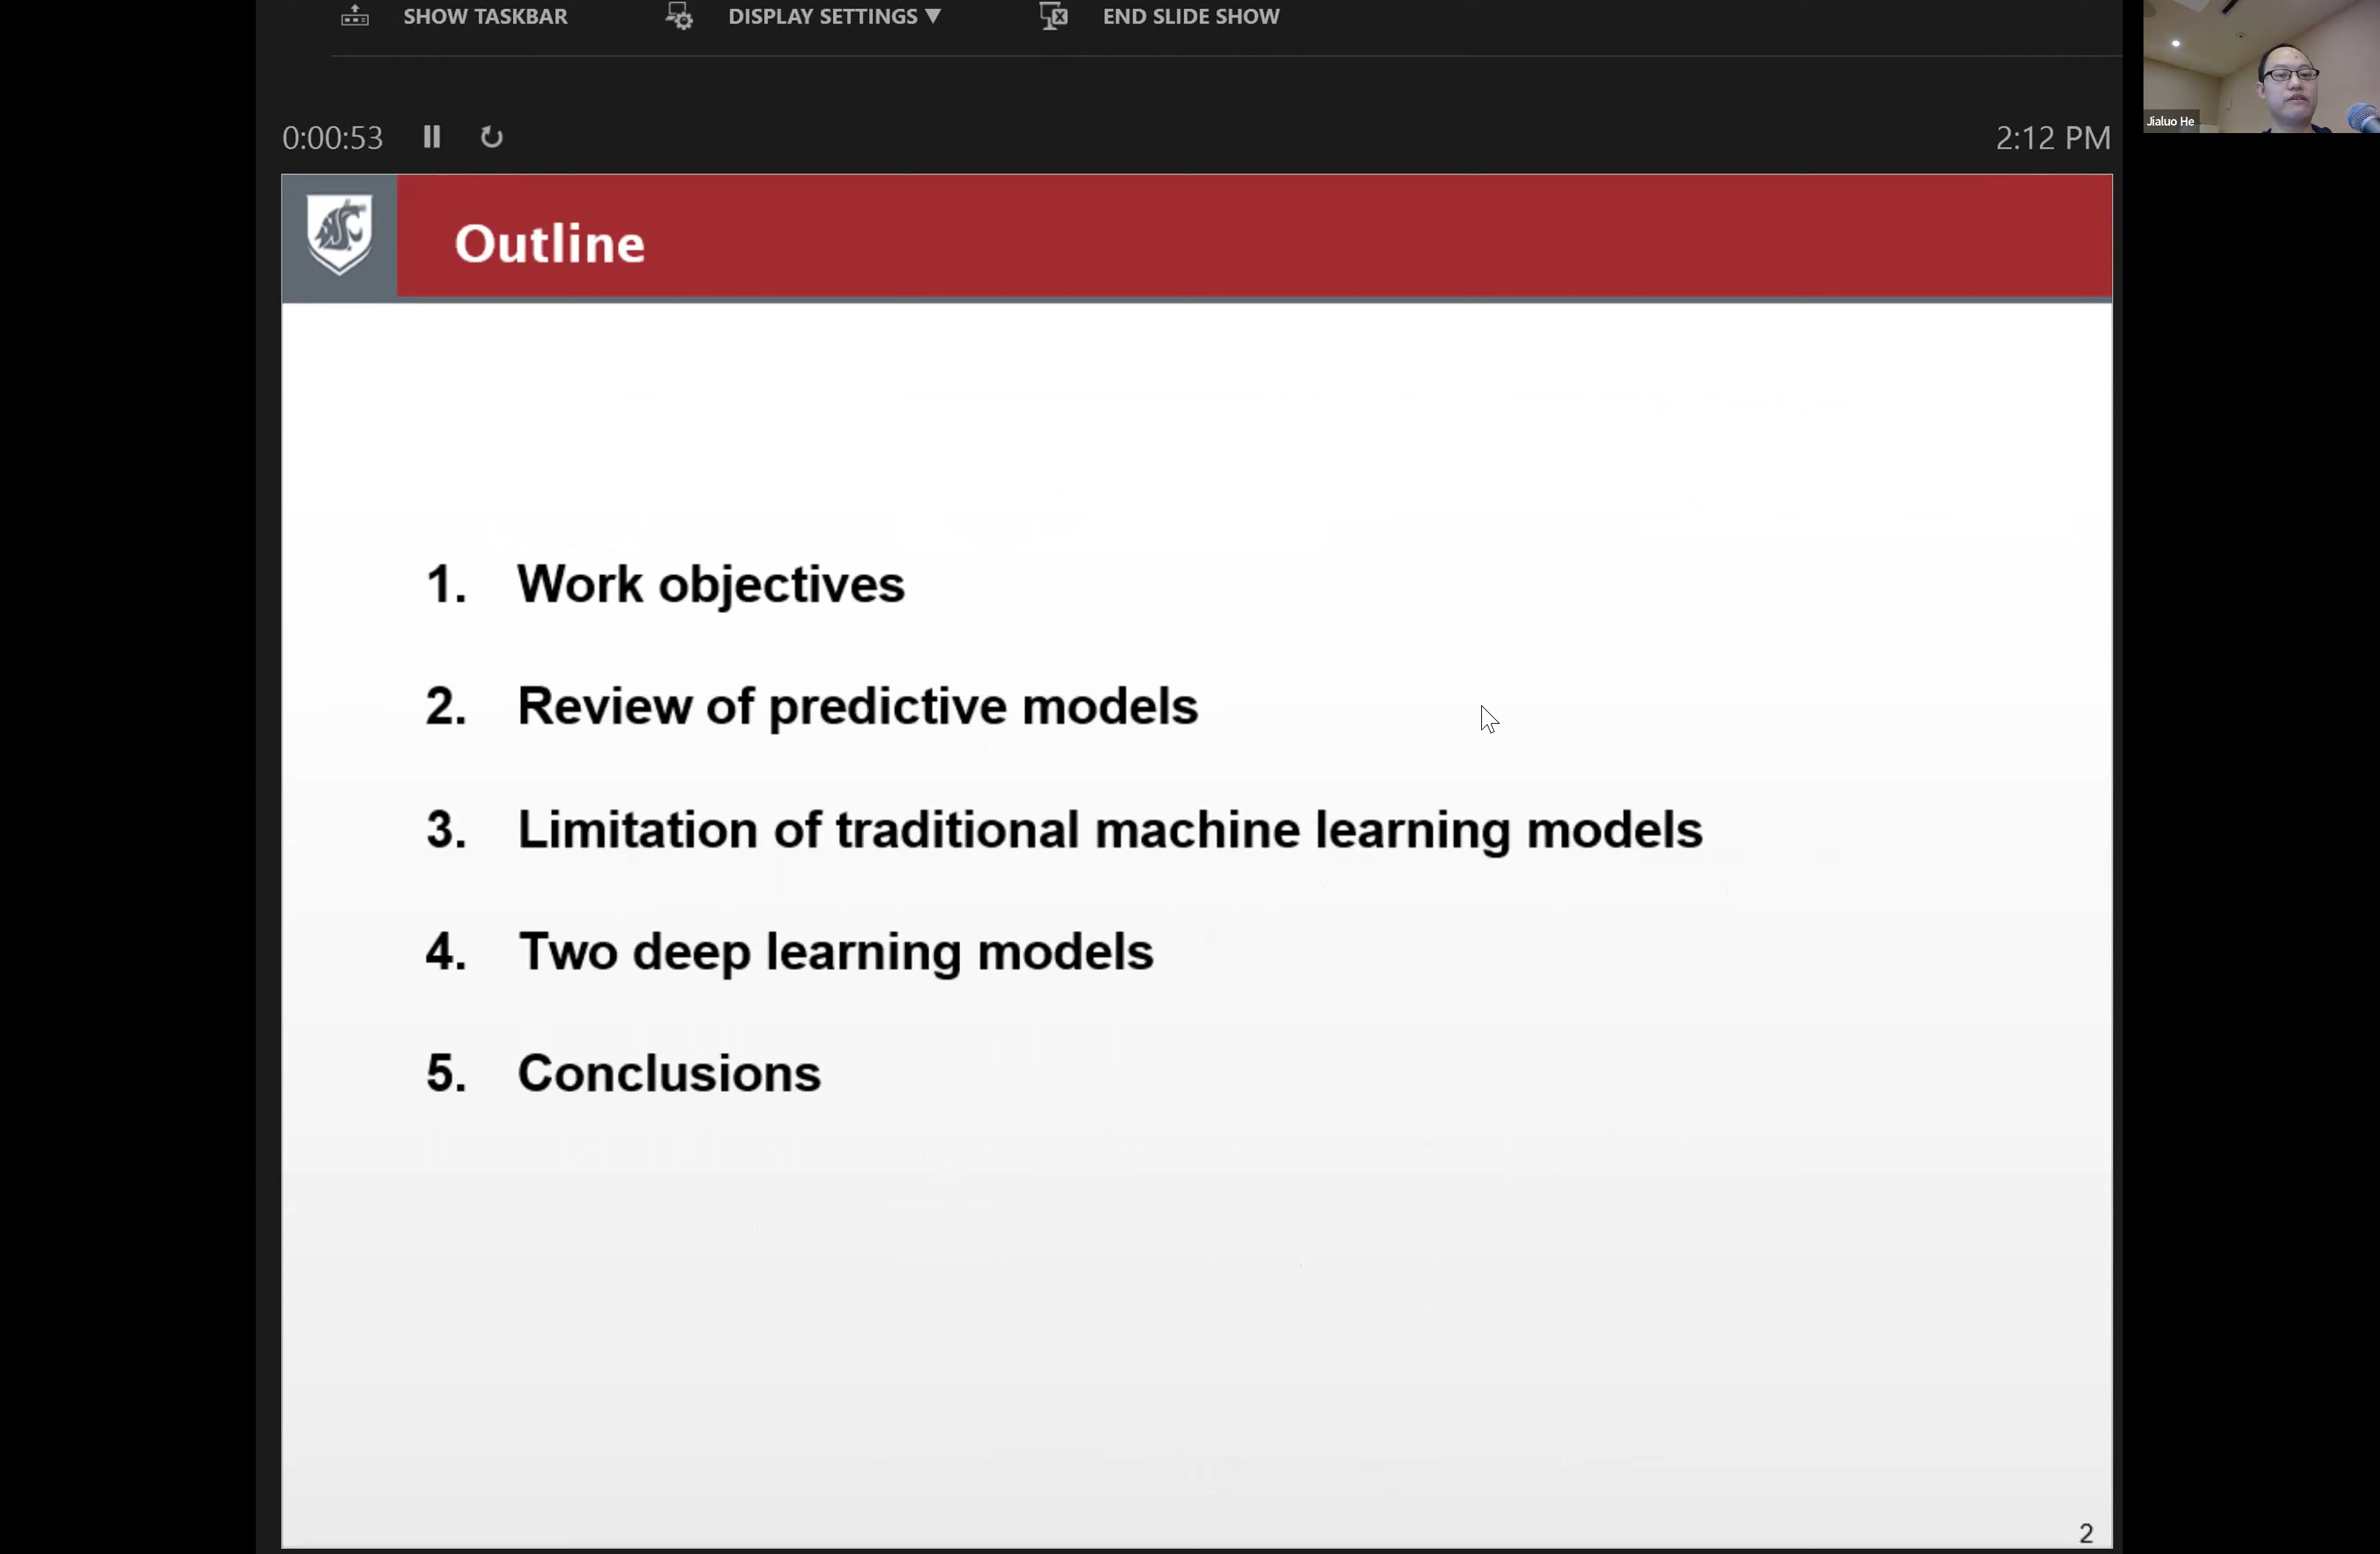 SHOW TASKBAR DISPLAY SETTINGS ▼ END SLIDE SHOW
0:00:53 2:12 PM
Jialuo He
Outline
1. Work objectives
2. Review of predictive models
3. Limitation of traditional machine learning models
4. Two deep learning models
5. Conclusions
2